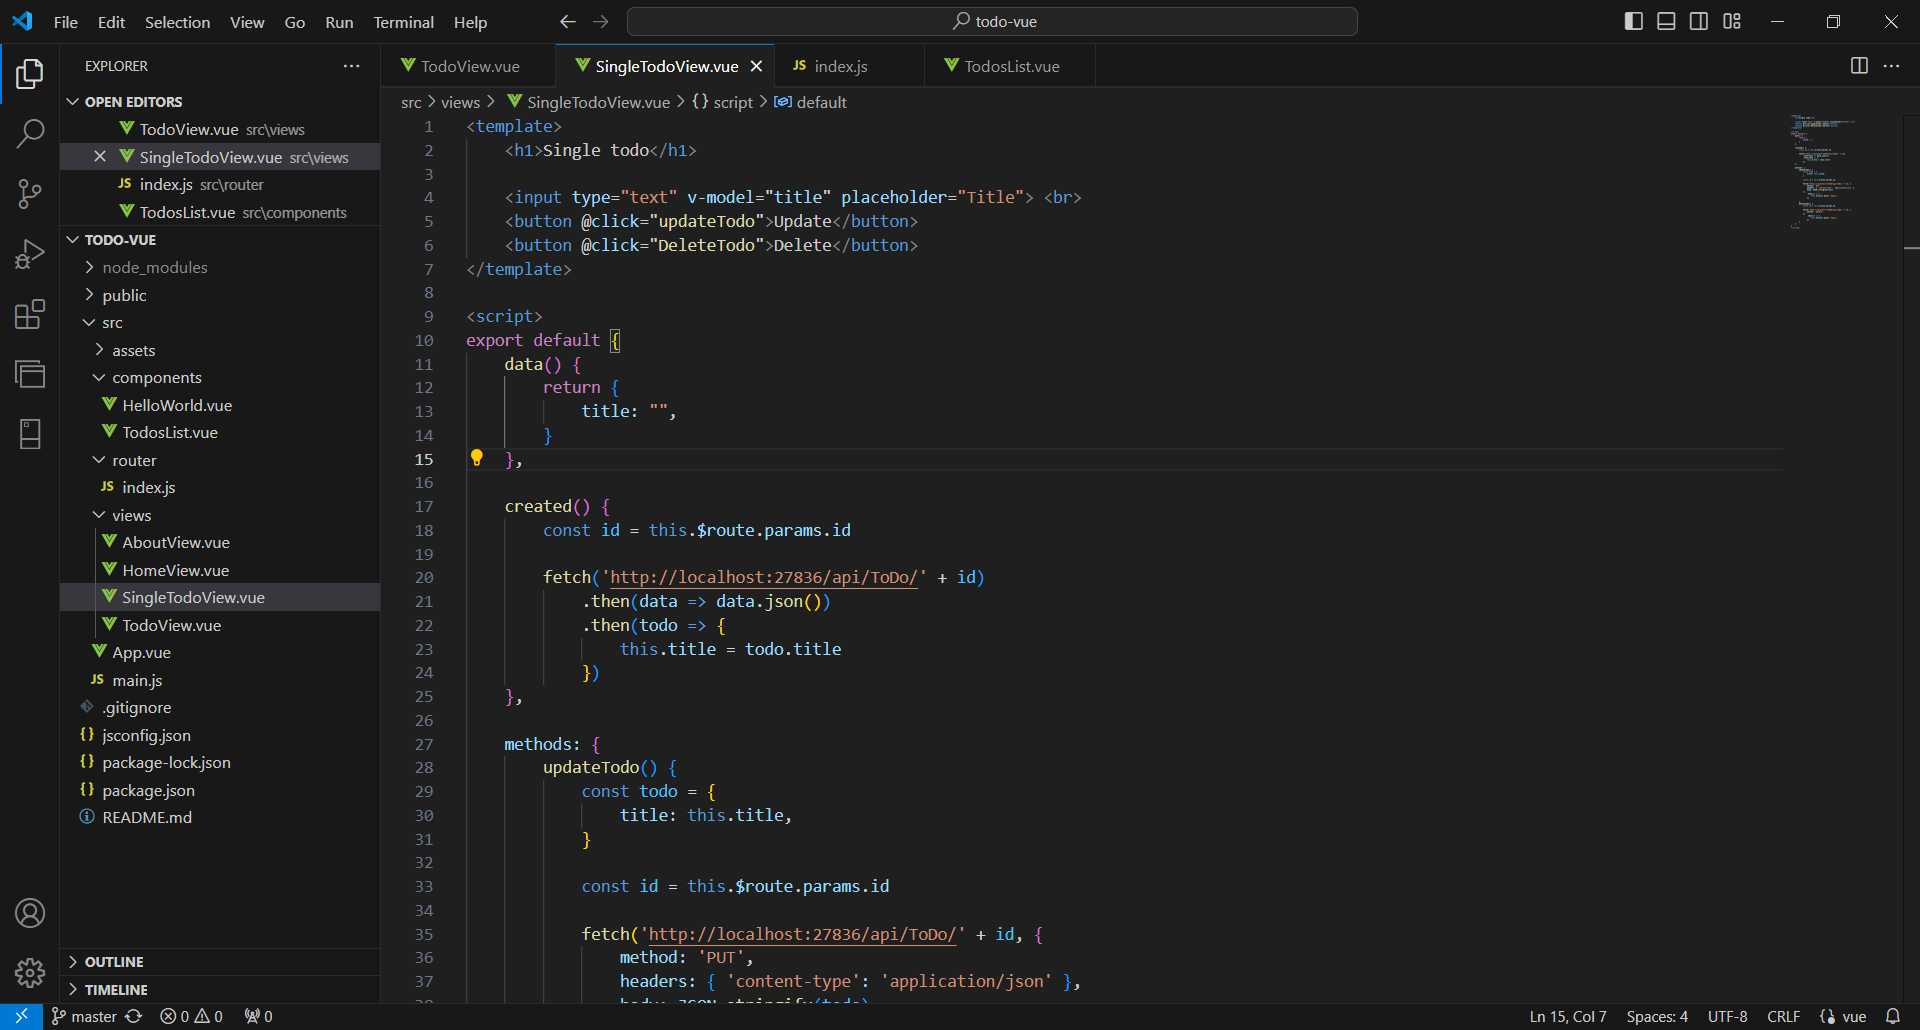 File Edit Selection View Go Run Terminal Help
todo-vue
EXPLORER
OPEN EDITORS
TodoView.vue src\views
SingleTodoView.vue src\views
JS index.js src\router
TodosList.vue src\components
TODO-VUE
node_modules
public
src
assets
components
HelloWorld.vue
TodosList.vue
router
JS index.js
views
AboutView.vue
HomeView.vue
SingleTodoView.vue
TodoView.vue
App.vue
JS main.js
.gitignore
{} jsconfig.json
{} package-lock.json
{} package.json
README.md
OUTLINE
TIMELINE
TodoView.vue SingleTodoView.vue JS index.js TodosList.vue
src > views > SingleTodoView.vue > {} script > default
1 <template>
2 <h1>Single todo</h1>
3
4 <input type="text" v-model="title" placeholder="Title"> <br>
5 <button @click="updateTodo">Update</button>
6 <button @click="DeleteTodo">Delete</button>
7 </template>
8
9 <script>
10 export default {
11 data() {
12 return {
13 title: "",
14 }
15 },
16
17 created() {
18 const id = this.$route.params.id
19
20 fetch('http://localhost:27836/api/ToDo/' + id)
21 .then(data => data.json())
22 .then(todo => {
23 this.title = todo.title
24 })
25 },
26
27 methods: {
28 updateTodo() {
29 const todo = {
30 title: this.title,
31 }
32
33 const id = this.$route.params.id
34
35 fetch('http://localhost:27836/api/ToDo/' + id, {
36 method: 'PUT',
37 headers: { 'content-type': 'application/json' },
38 body: JSON.stringify(todo)
master 0 0 0
Ln 15, Col 7 Spaces: 4 UTF-8 CRLF {} vue